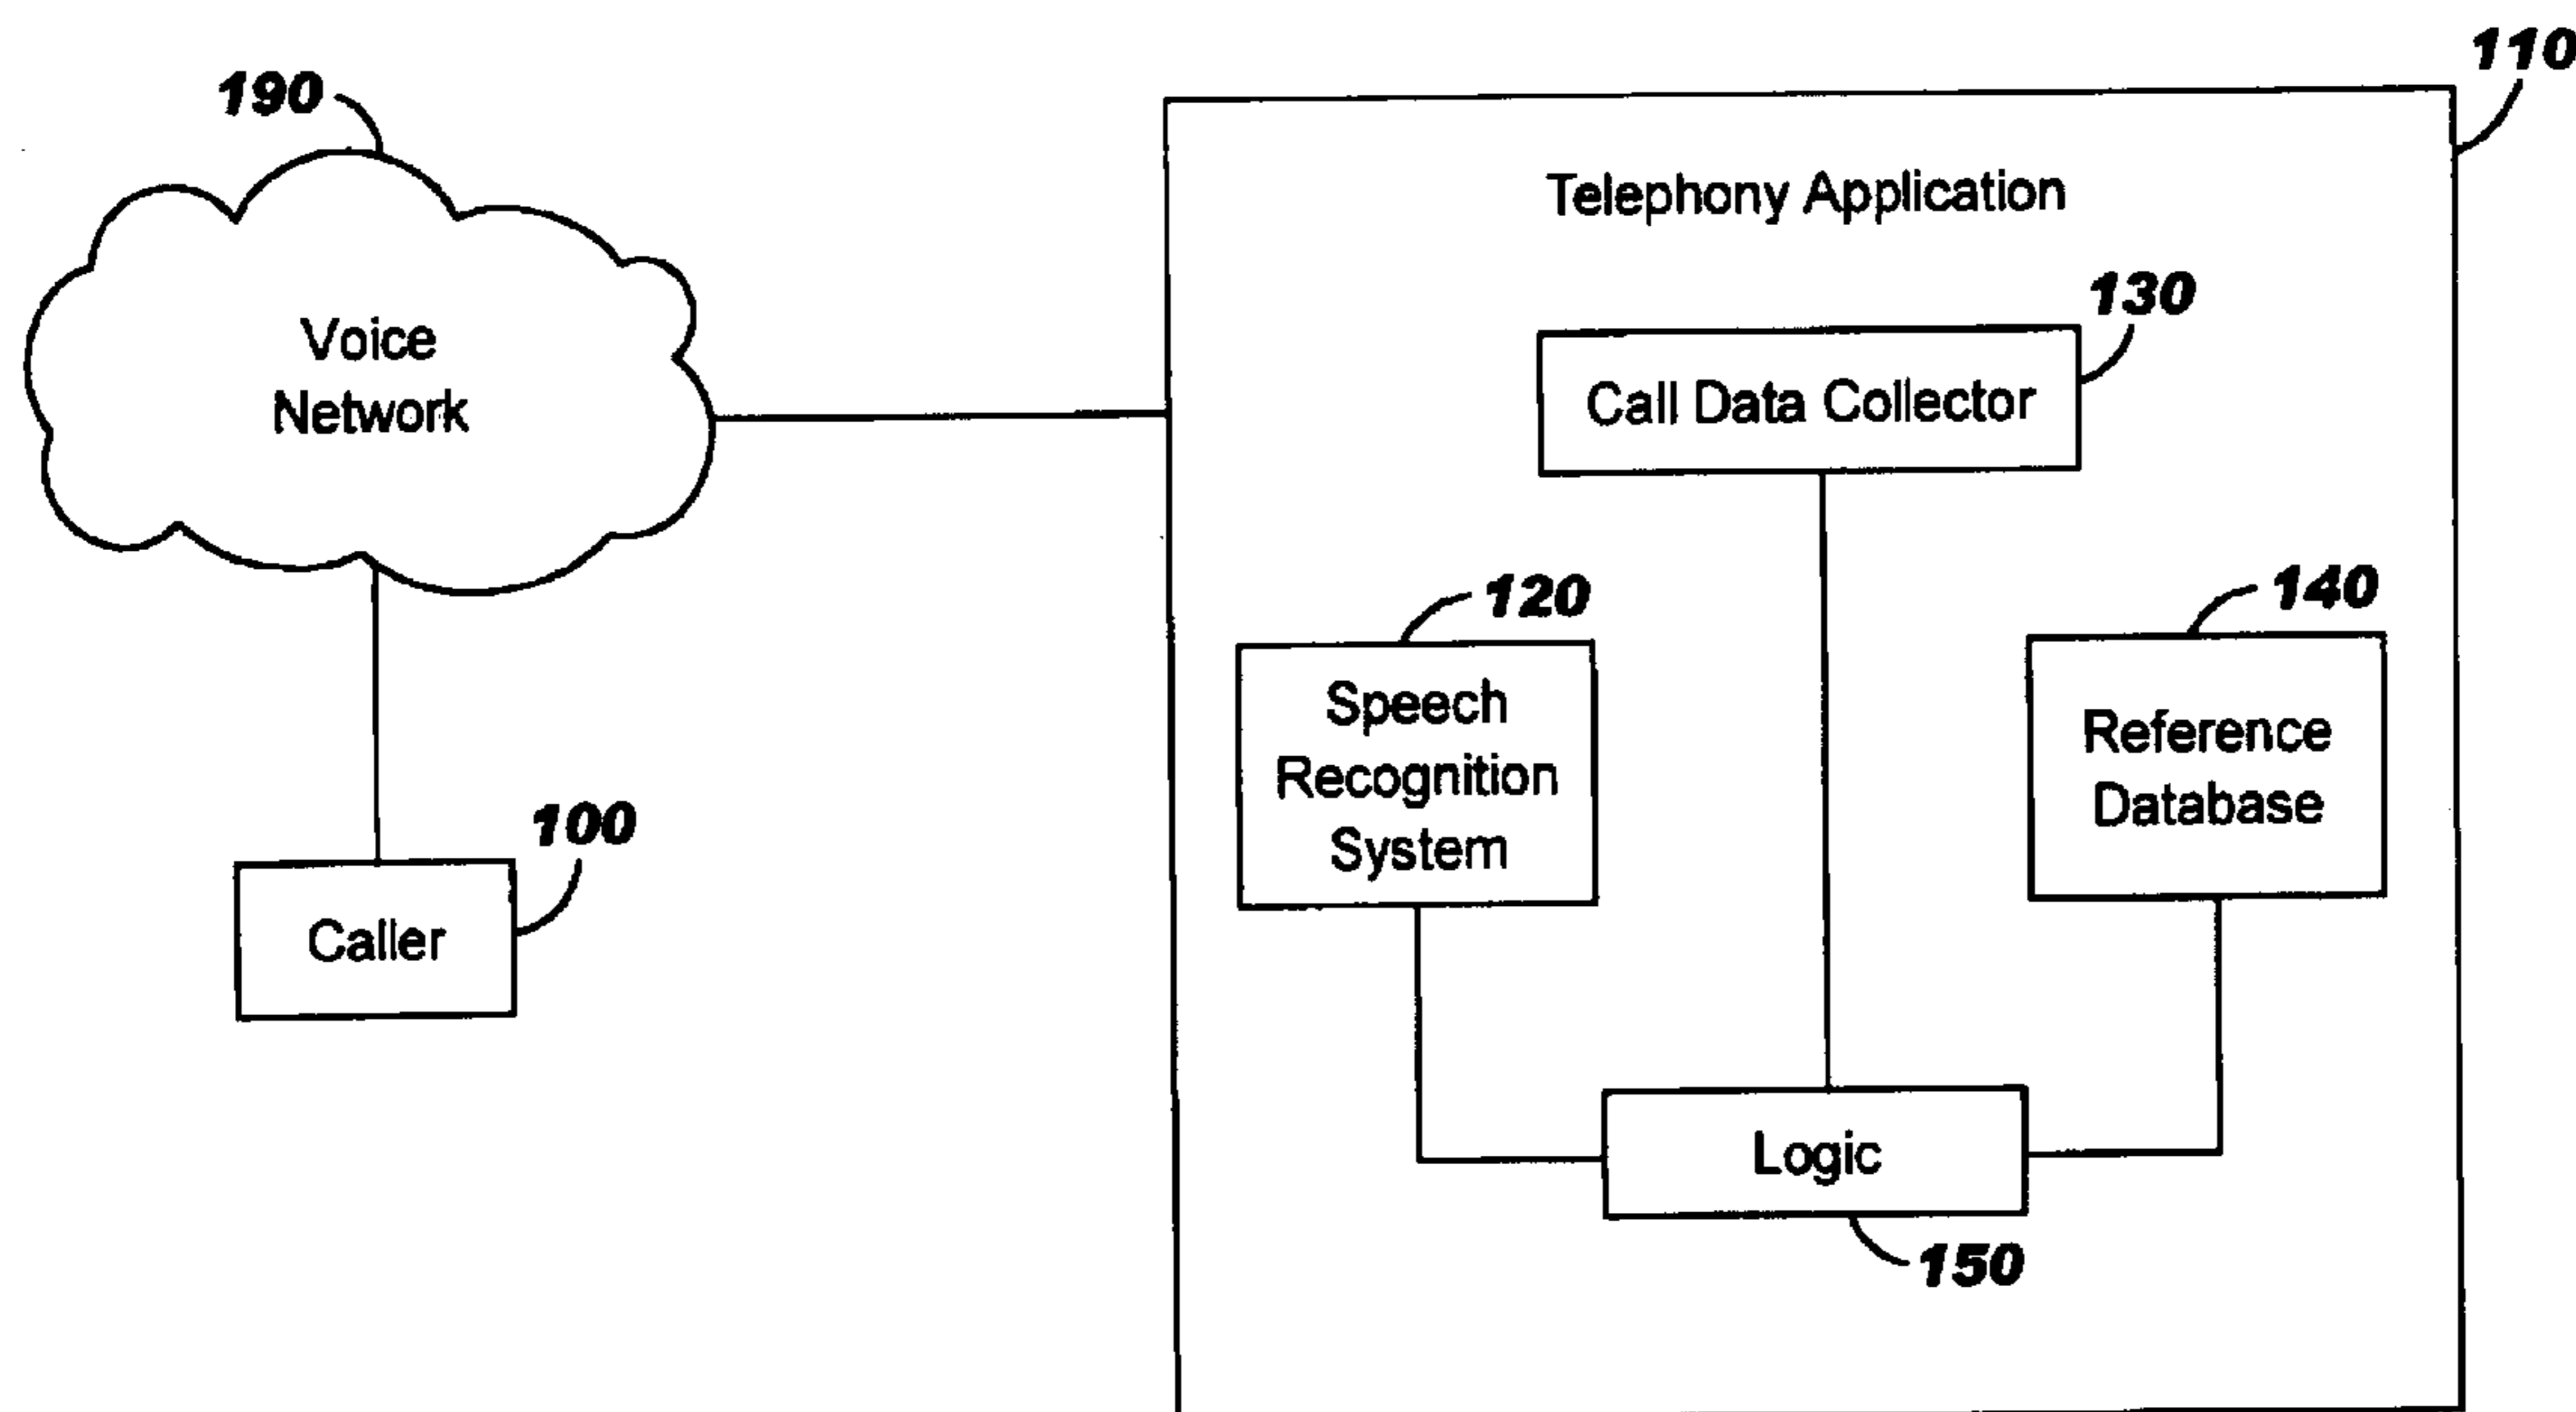 110
190
Telephony Application
130
Voice
Network
Call Data Collector
120
140
Speech
Recognition
System
Reference
Database
100
Caller
Logic
150